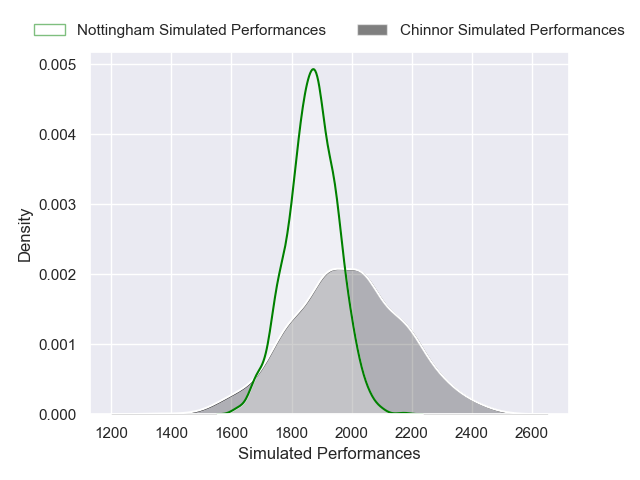 Nottingham Simulated Performances Chinnor Simulated Performances
0.005
0.004
0.003
0.002
0.001
0.000
Density
1200 1400 1600 1800 2000 2200 2400 2600
Simulated Performances